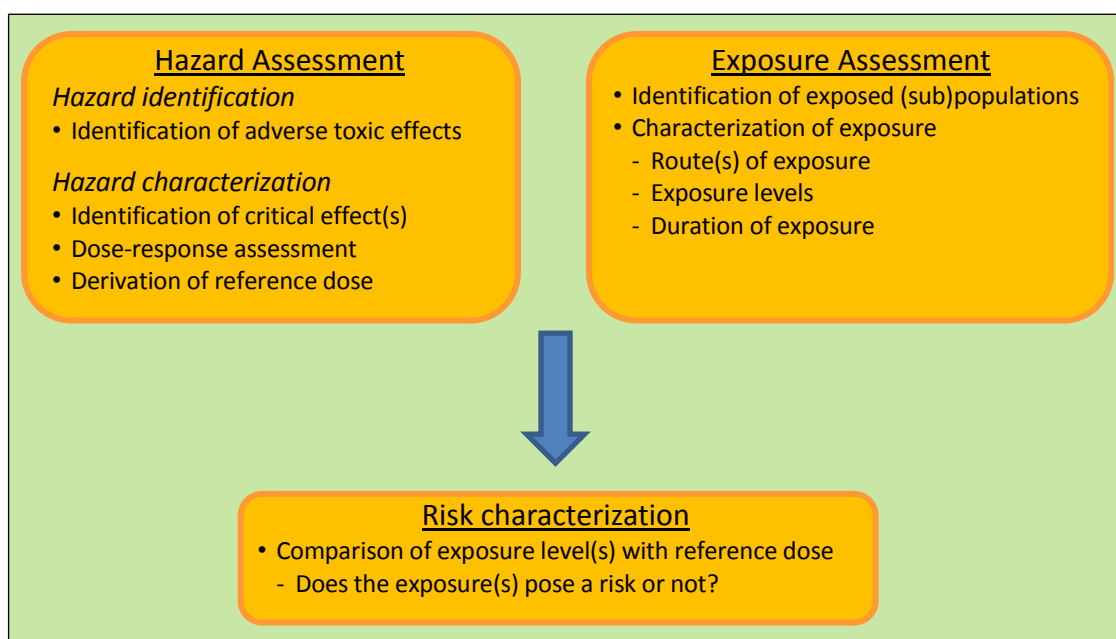 Hazard Assessment
Hazard identification
• Identification of adverse toxic effects
Hazard characterization
• Identification of critical effect(s)
• Dose-response assessment
• Derivation of reference dose
Exposure Assessment
• Identification of exposed (sub)populations
• Characterization of exposure
- Route(s) of exposure
- Exposure levels
- Duration of exposure
Risk characterization
• Comparison of exposure level(s) with reference dose
- Does the exposure(s) pose a risk or not?